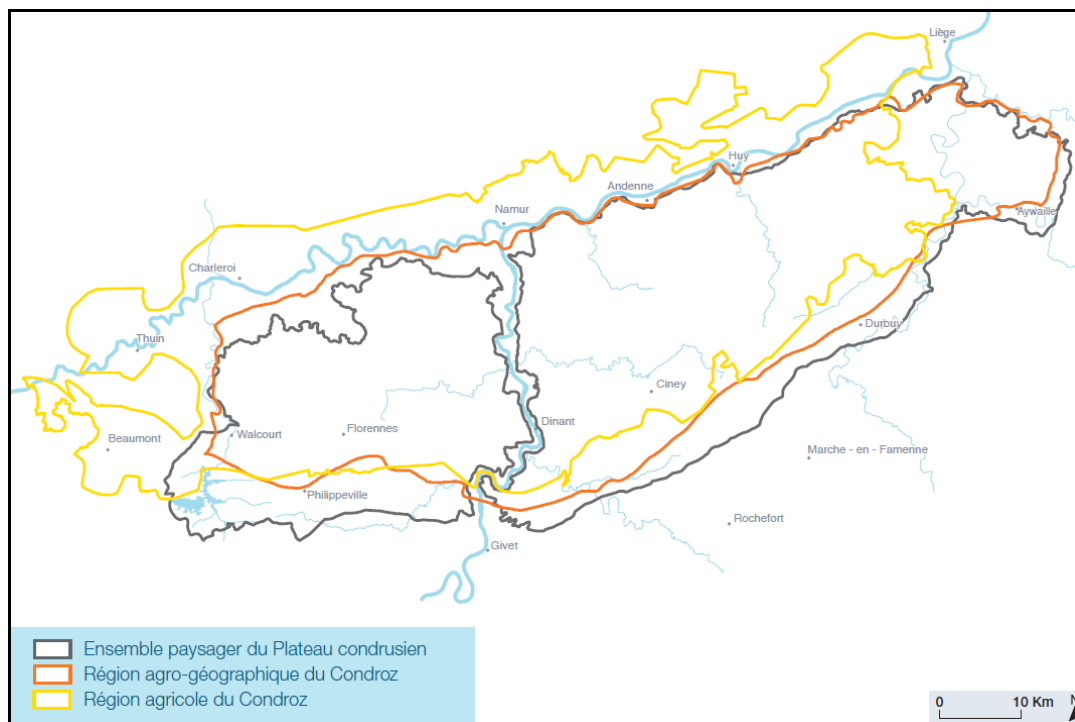 Liège
Huy
Andenne
Namur
Aywaille
Charleroi
Durbuy
Thuin
Ciney
Dinant
Florennes
Walcourt
Beaumont
Marche - en - Famenne
Philippeville
Rochefort
Givet
Ensemble paysager du Plateau condrusien
Région agro-géographique du Condroz
Région agricole du Condroz
0 10 Km N